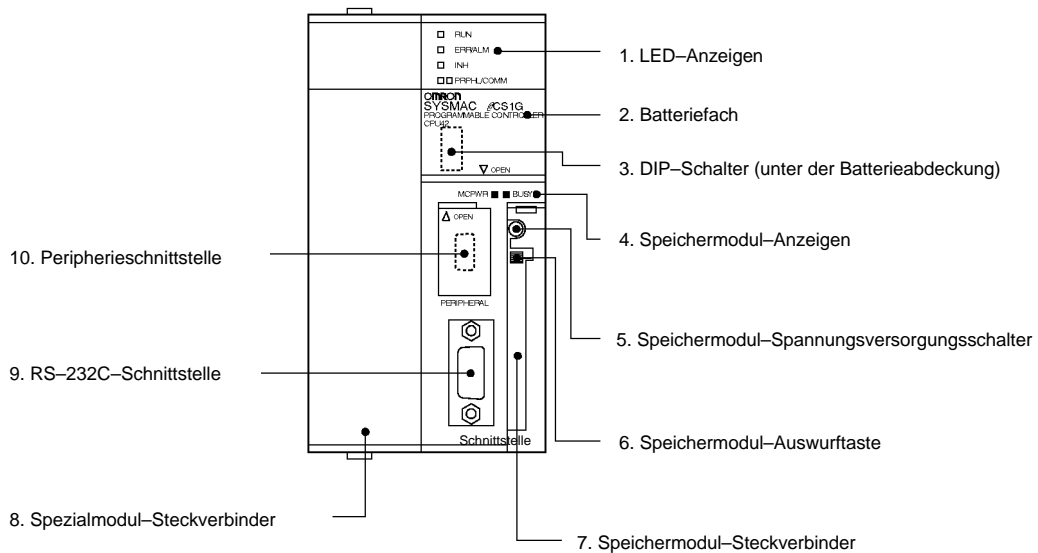 RUN
ERR/ALM
INH
PRPHL/COMM
OMRON
SYSMAC CS1G
PROGRAMMABLE CONTROLLER
CPU42
OPEN
MCPWR BUSY
OPEN
PERIPHERAL
Schnittstelle
1. LED–Anzeigen
2. Batteriefach
3. DIP–Schalter (unter der Batterieabdeckung)
4. Speichermodul–Anzeigen
5. Speichermodul–Spannungsversorgungsschalter
6. Speichermodul–Auswurftaste
7. Speichermodul–Steckverbinder
8. Spezialmodul–Steckverbinder
9. RS–232C–Schnittstelle
10. Peripherieschnittstelle